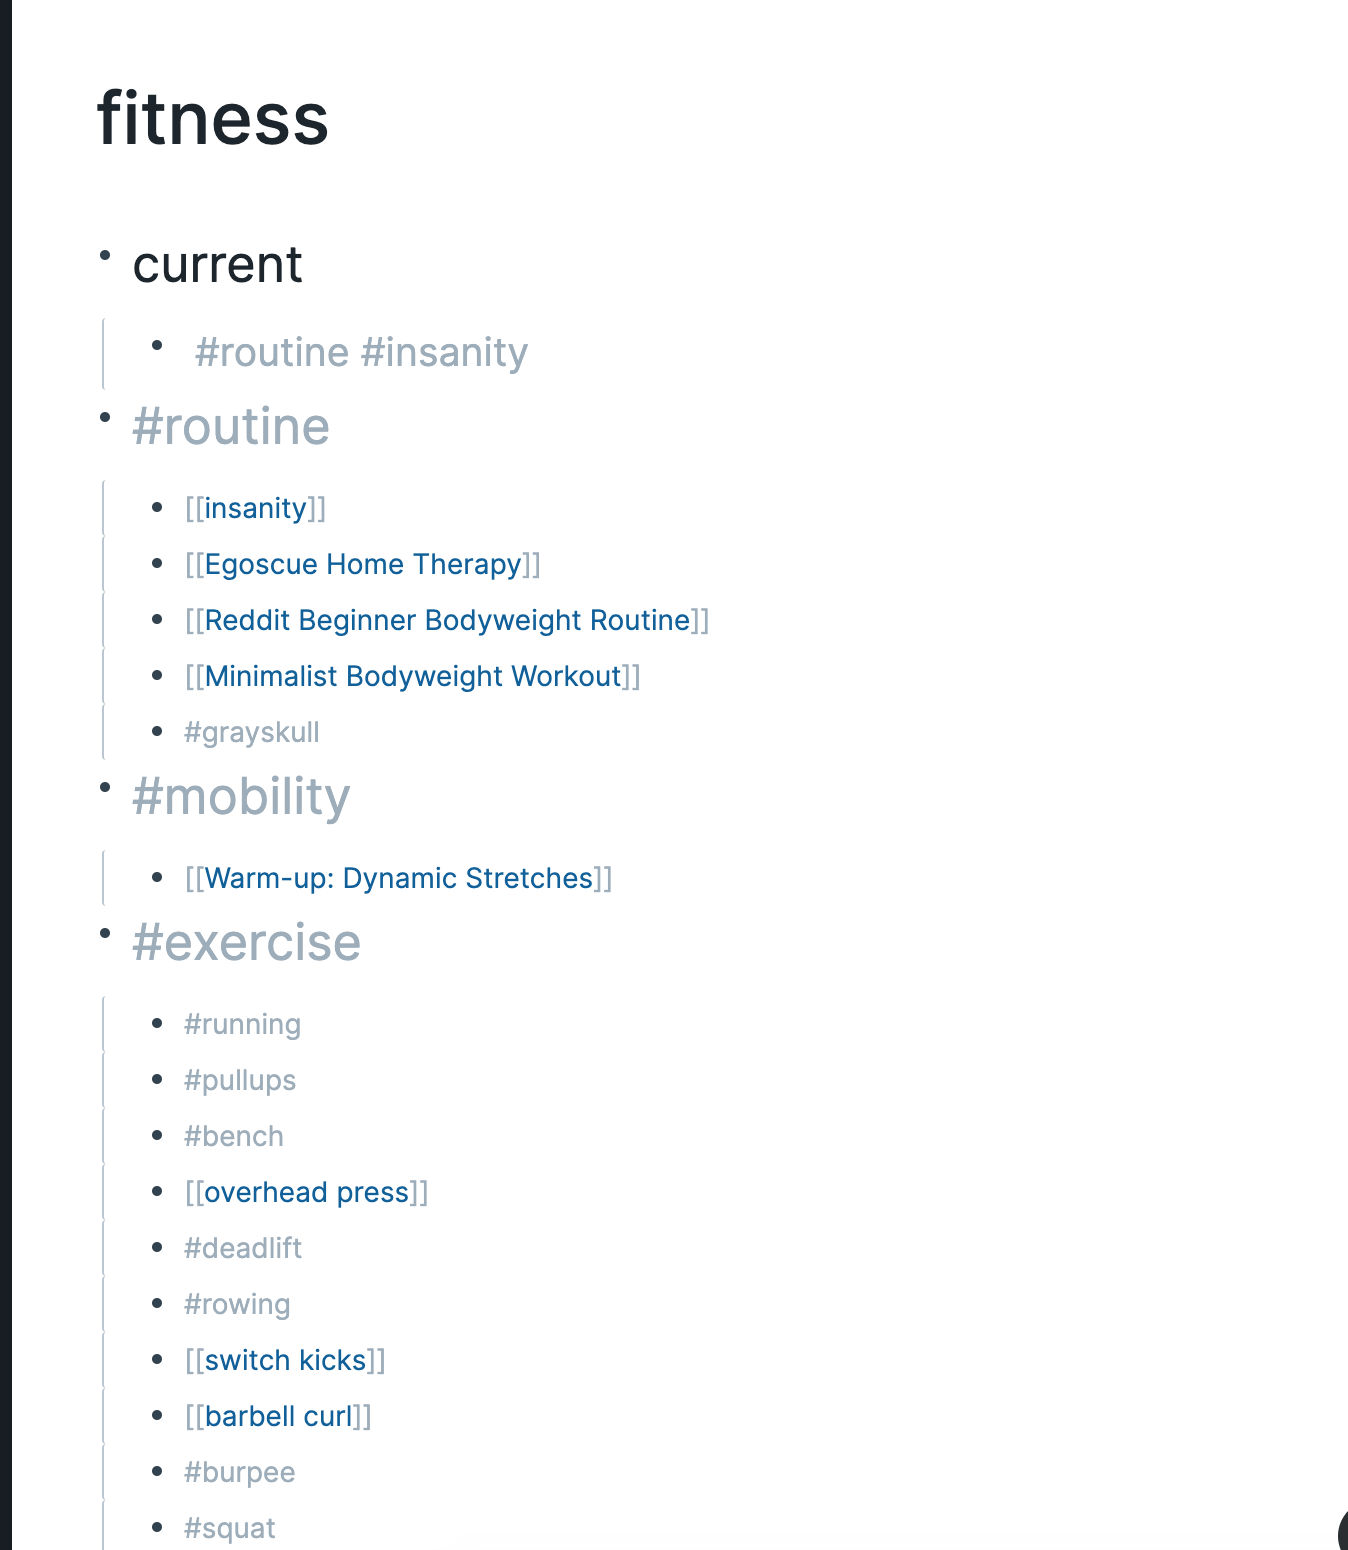 fitness
current
#routine #insanity
#routine
[[insanity]]
[[Egoscue Home Therapy]]
[[Reddit Beginner Bodyweight Routine]]
[[Minimalist Bodyweight Workout]]
#grayskull
#mobility
[[Warm-up: Dynamic Stretches]]
#exercise
#running
#pullups
#bench
[[overhead press]]
#deadlift
#rowing
[[switch kicks]]
[[barbell curl]]
#burpee
#squat